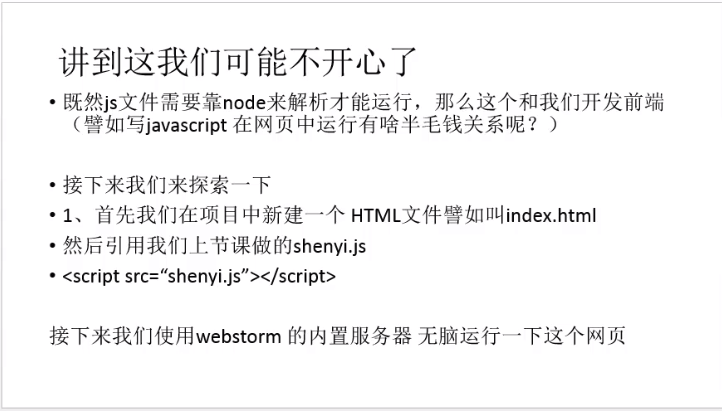 讲到这我们可能不开心了
• 既然js文件需要靠node来解析才能运行，那么这个和我们开发前端
（譬如写javascript 在网页中运行有啥半毛钱关系呢？）
• 接下来我们来探索一下
• 1、首先我们在项目中新建一个 HTML文件譬如叫index.html
• 然后引用我们上节课做的shenyi.js
• <script src=“shenyi.js”></script>
接下来我们使用webstorm 的内置服务器 无脑运行一下这个网页